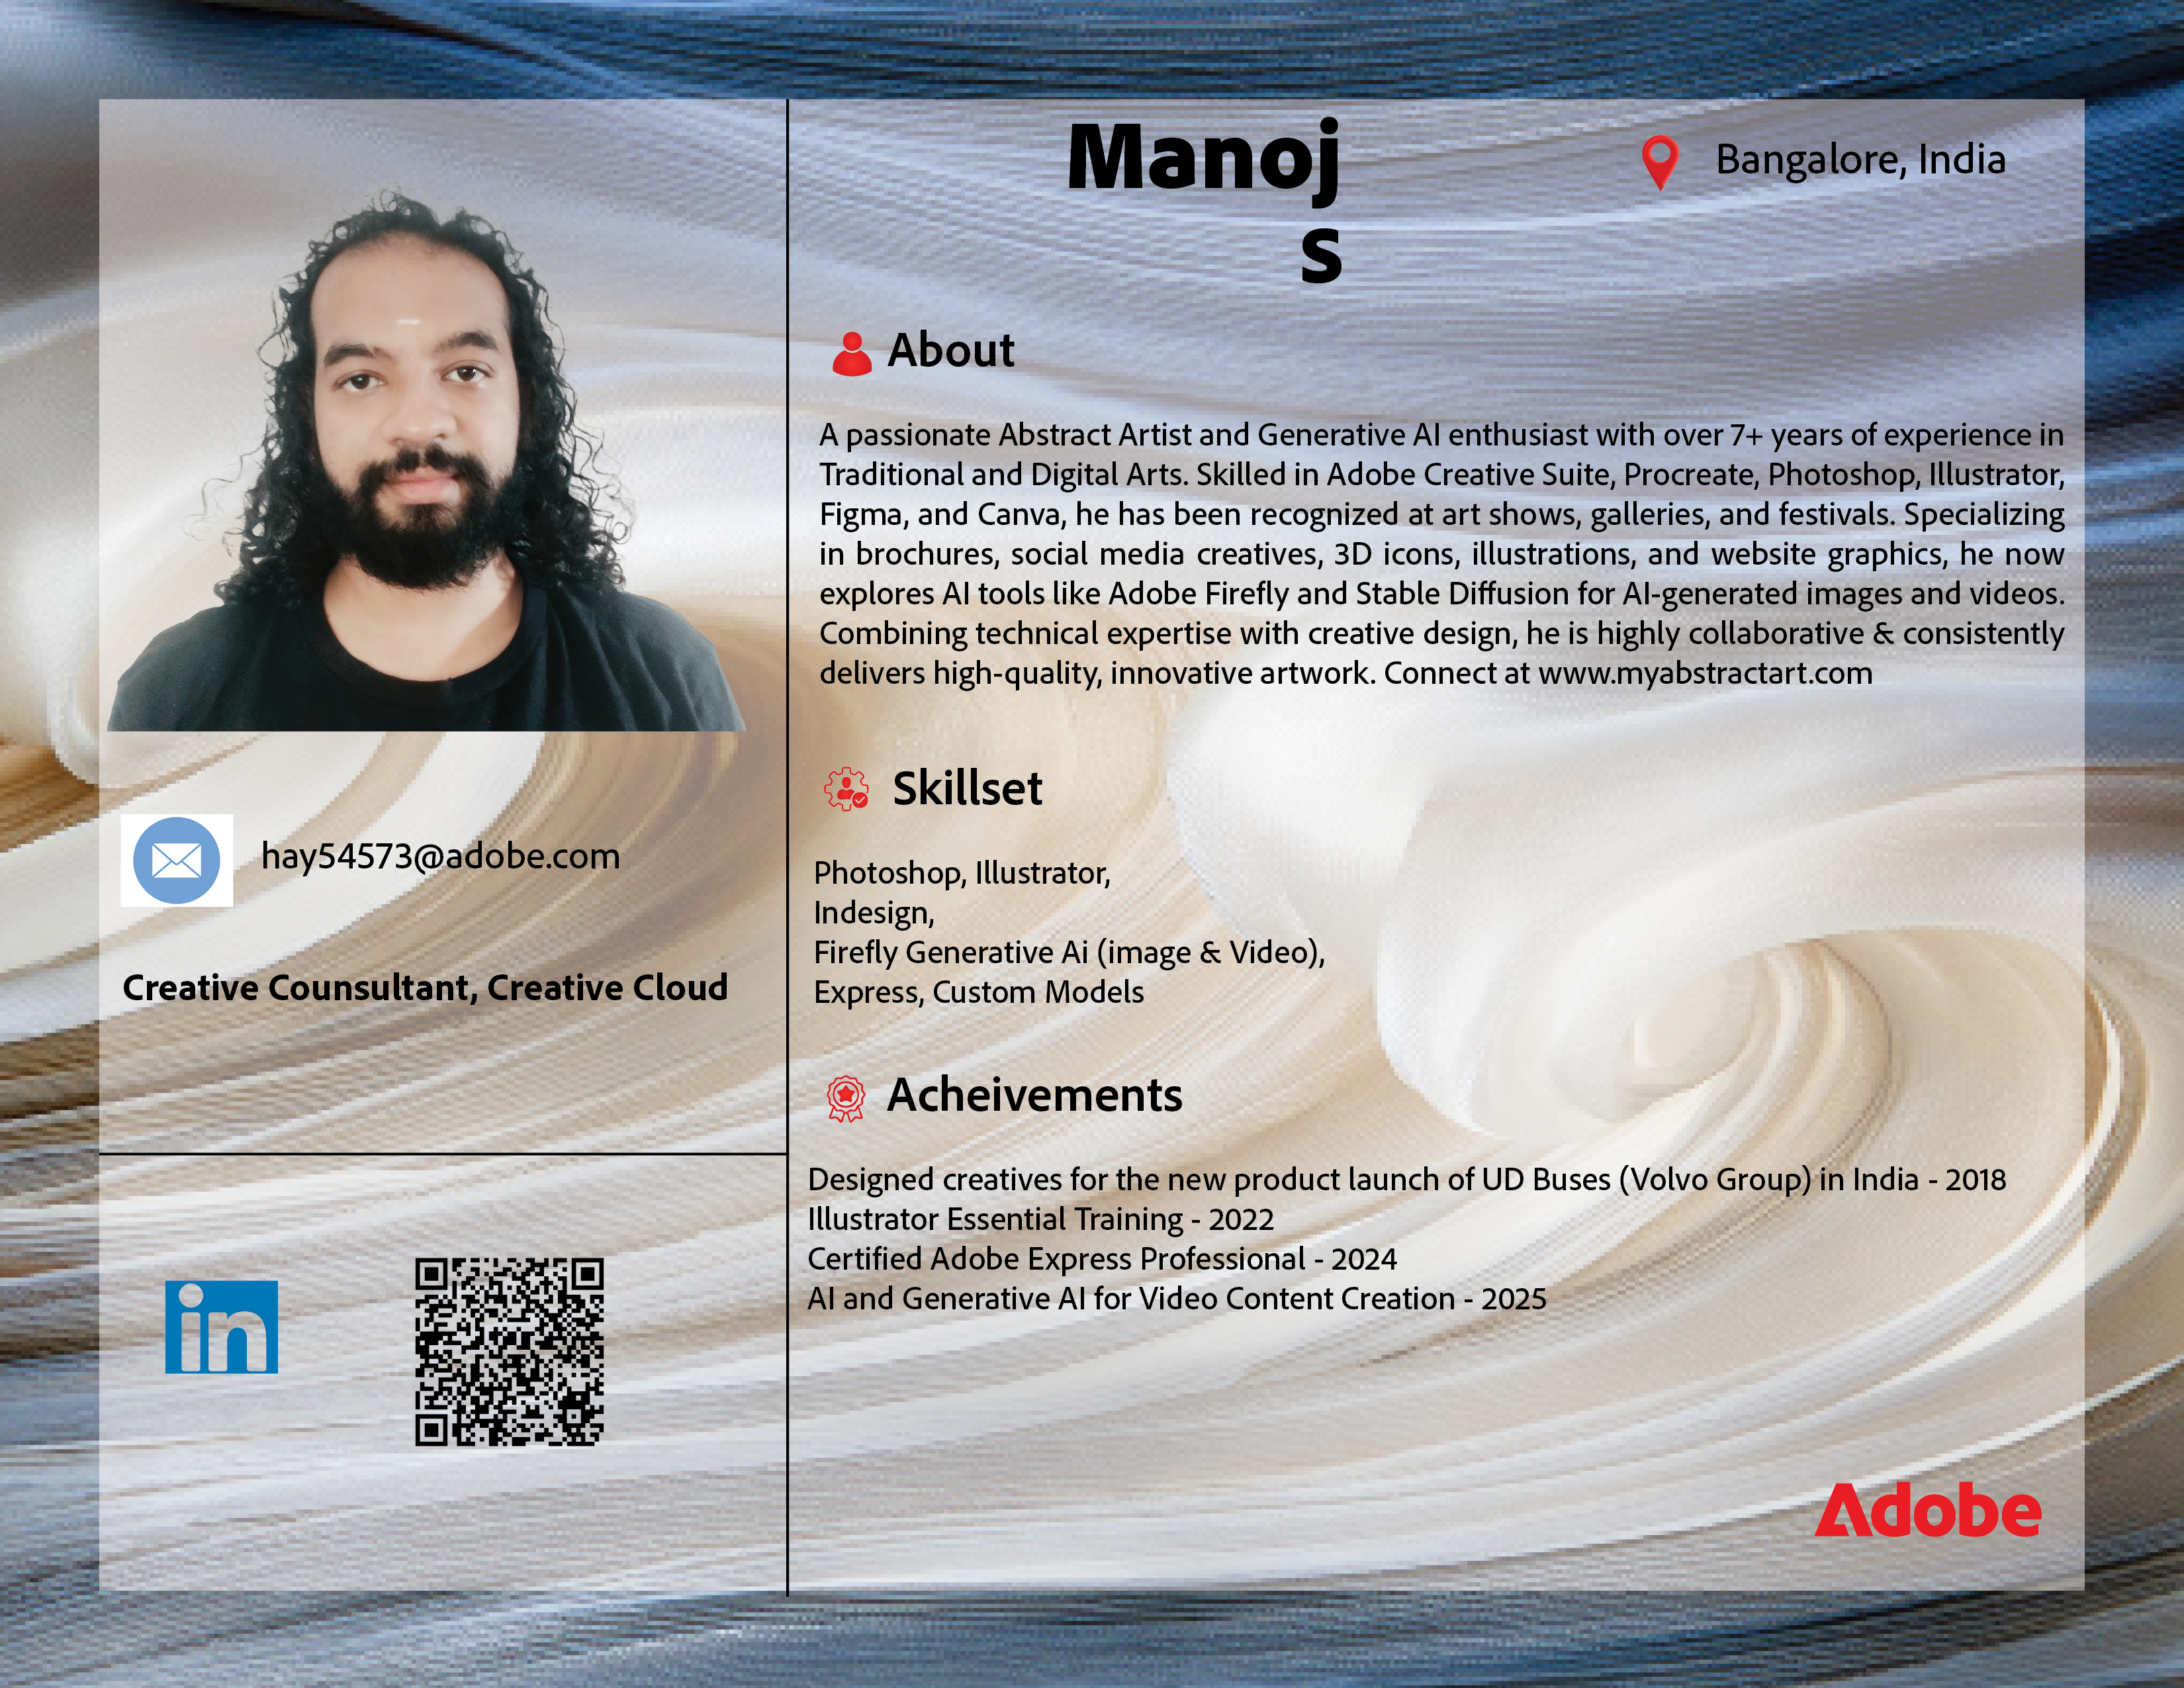 Manoj
S
Bangalore, India
About
A passionate Abstract Artist and Generative AI enthusiast with over 7+ years of experience in
Traditional and Digital Arts. Skilled in Adobe Creative Suite, Procreate, Photoshop, Illustrator,
Figma, and Canva, he has been recognized at art shows, galleries, and festivals. Specializing
in brochures, social media creatives, 3D icons, illustrations, and website graphics, he now
explores AI tools like Adobe Firefly and Stable Diffusion for AI-generated images and videos.
Combining technical expertise with creative design, he is highly collaborative & consistently
delivers high-quality, innovative artwork. Connect at www.myabstractart.com
Skillset
Photoshop, Illustrator,
Indesign,
Firefly Generative Ai (image & Video),
Express, Custom Models
Acheivements
Designed creatives for the new product launch of UD Buses (Volvo Group) in India - 2018
Illustrator Essential Training - 2022
Certified Adobe Express Professional - 2024
AI and Generative AI for Video Content Creation - 2025
hay54573@adobe.com
Creative Counsultant, Creative Cloud
in
Adobe